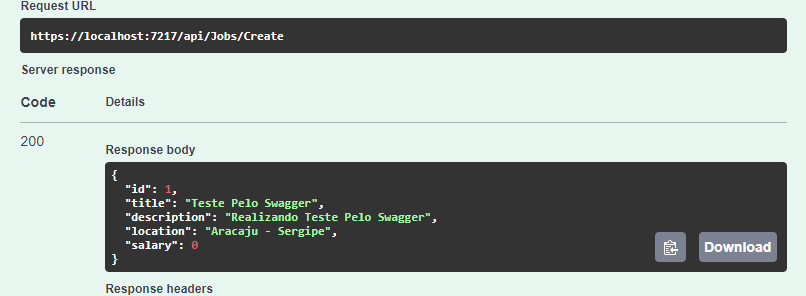 Request URL
https://localhost:7217/api/Jobs/Create
Server response
Code Details
200
Response body
{
"id": 1,
"title": "Teste Pelo Swagger",
"description": "Realizando Teste Pelo Swagger",
"location": "Aracaju - Sergipe",
"salary": 0
}
Download
Response headers